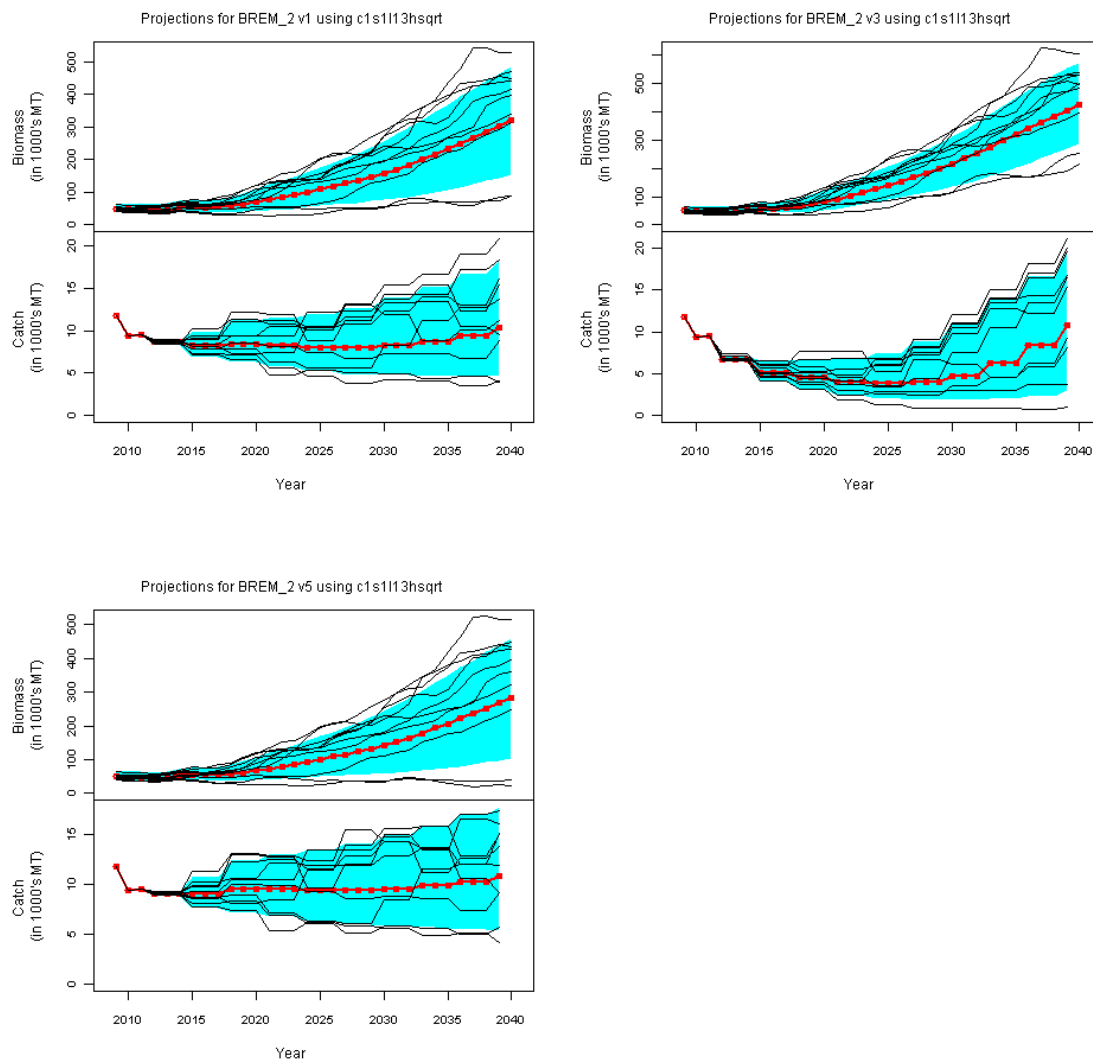 Projections for BREM_2 v1 using c1s1l13hsqrt
Biomass
(in 1000's MT)
500
400
300
200
100
0
Catch
(in 1000's MT)
20
15
10
5
0
2010 2015 2020 2025 2030 2035 2040
Year
Projections for BREM_2 v3 using c1s1l13hsqrt
Biomass
(in 1000's MT)
500
300
100
0
Catch
(in 1000's MT)
20
15
10
5
0
2010 2015 2020 2025 2030 2035 2040
Year
Projections for BREM_2 v5 using c1s1l13hsqrt
Biomass
(in 1000's MT)
500
400
300
200
100
0
Catch
(in 1000's MT)
15
10
5
0
2010 2015 2020 2025 2030 2035 2040
Year